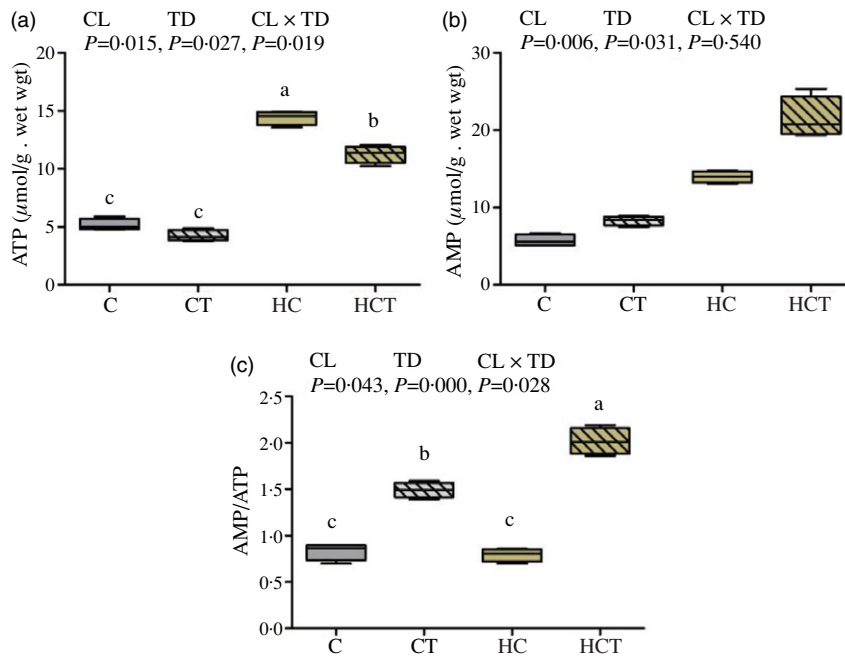 (a)
CL TD CL × TD
P=0·015, P=0·027, P=0·019
ATP (µmol/g . wet wgt)
20
15
10
5
0
c
c
a
b
C CT HC HCT
(b)
CL TD CL × TD
P=0·006, P=0·031, P=0·540
AMP (µmol/g . wet wgt)
30
20
10
0
C CT HC HCT
(c)
CL TD CL × TD
P=0·043, P=0·000, P=0·028
AMP/ATP
2·5
2·0
1·5
1·0
0·5
0·0
c
b
c
a
C CT HC HCT